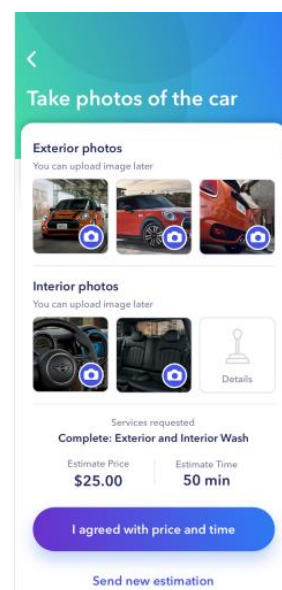 Take photos of the car
Exterior photos
You can upload image later
Interior photos
You can upload image later
Details
Services requested
Complete: Exterior and Interior Wash
Estimate Price
Estimate Time
$25.00
50 min
I agreed with price and time
Send new estimation